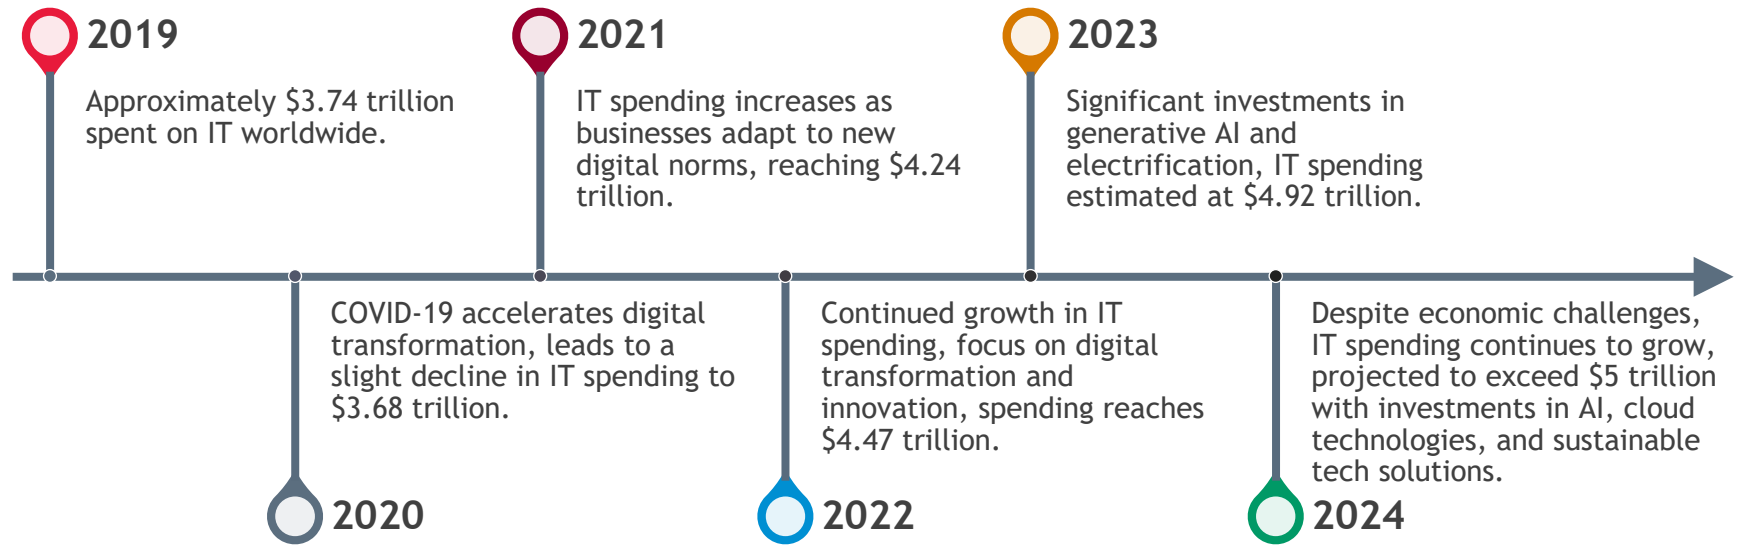 2019
Approximately $3.74 trillion
spent on IT worldwide.
2021
IT spending increases as
businesses adapt to new
digital norms, reaching $4.24
trillion.
2023
Significant investments in
generative AI and
electrification, IT spending
estimated at $4.92 trillion.
COVID-19 accelerates digital
transformation, leads to a
slight decline in IT spending to
$3.68 trillion.
2020
Continued growth in IT
spending, focus on digital
transformation and
innovation, spending reaches
$4.47 trillion.
2022
Despite economic challenges,
IT spending continues to grow,
projected to exceed $5 trillion
with investments in AI, cloud
technologies, and sustainable
tech solutions.
2024